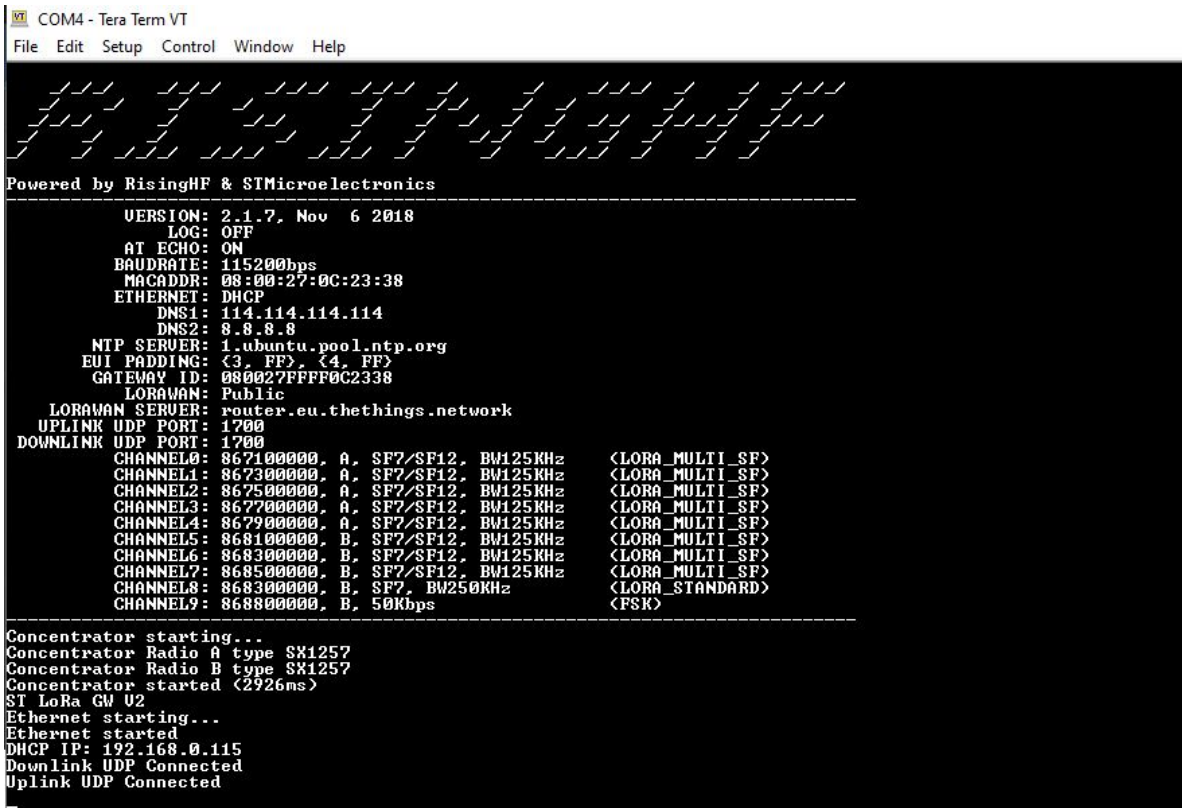 COM4 - Tera Term VT
File Edit Setup Control Window Help
RISINGHF
Powered by RisingHF & STMicroelectronics
VERSION: 2.1.7, Nov 6 2018
LOG: OFF
AT ECHO: ON
BAUDRATE: 115200bps
MACADDR: 08:00:27:0C:23:38
ETHERNET: DHCP
DNS1: 114.114.114.114
DNS2: 8.8.8.8
NTP SERVER: 1.ubuntu.pool.ntp.org
EUI PADDING: {3, FF}, {4, FF}
GATEWAY ID: 080027FFFF0C2338
LORAWAN: Public
LORAWAN SERVER: router.eu.thethings.network
UPLINK UDP PORT: 1700
DOWNLINK UDP PORT: 1700
CHANNEL0: 867100000, A, SF7/SF12, BW125KHz (LORA_MULTI_SF)
CHANNEL1: 867300000, A, SF7/SF12, BW125KHz (LORA_MULTI_SF)
CHANNEL2: 867500000, A, SF7/SF12, BW125KHz (LORA_MULTI_SF)
CHANNEL3: 867700000, A, SF7/SF12, BW125KHz (LORA_MULTI_SF)
CHANNEL4: 867900000, A, SF7/SF12, BW125KHz (LORA_MULTI_SF)
CHANNEL5: 868100000, B, SF7/SF12, BW125KHz (LORA_MULTI_SF)
CHANNEL6: 868300000, B, SF7/SF12, BW125KHz (LORA_MULTI_SF)
CHANNEL7: 868500000, B, SF7/SF12, BW125KHz (LORA_MULTI_SF)
CHANNEL8: 868300000, B, SF7, BW250KHz (LORA_STANDARD)
CHANNEL9: 868800000, B, 50Kbps (FSK)
Concentrator starting...
Concentrator Radio A type SX1257
Concentrator Radio B type SX1257
Concentrator started (2926ms)
ST LoRa GW V2
Ethernet starting...
Ethernet started
DHCP IP: 192.168.0.115
Downlink UDP Connected
Uplink UDP Connected